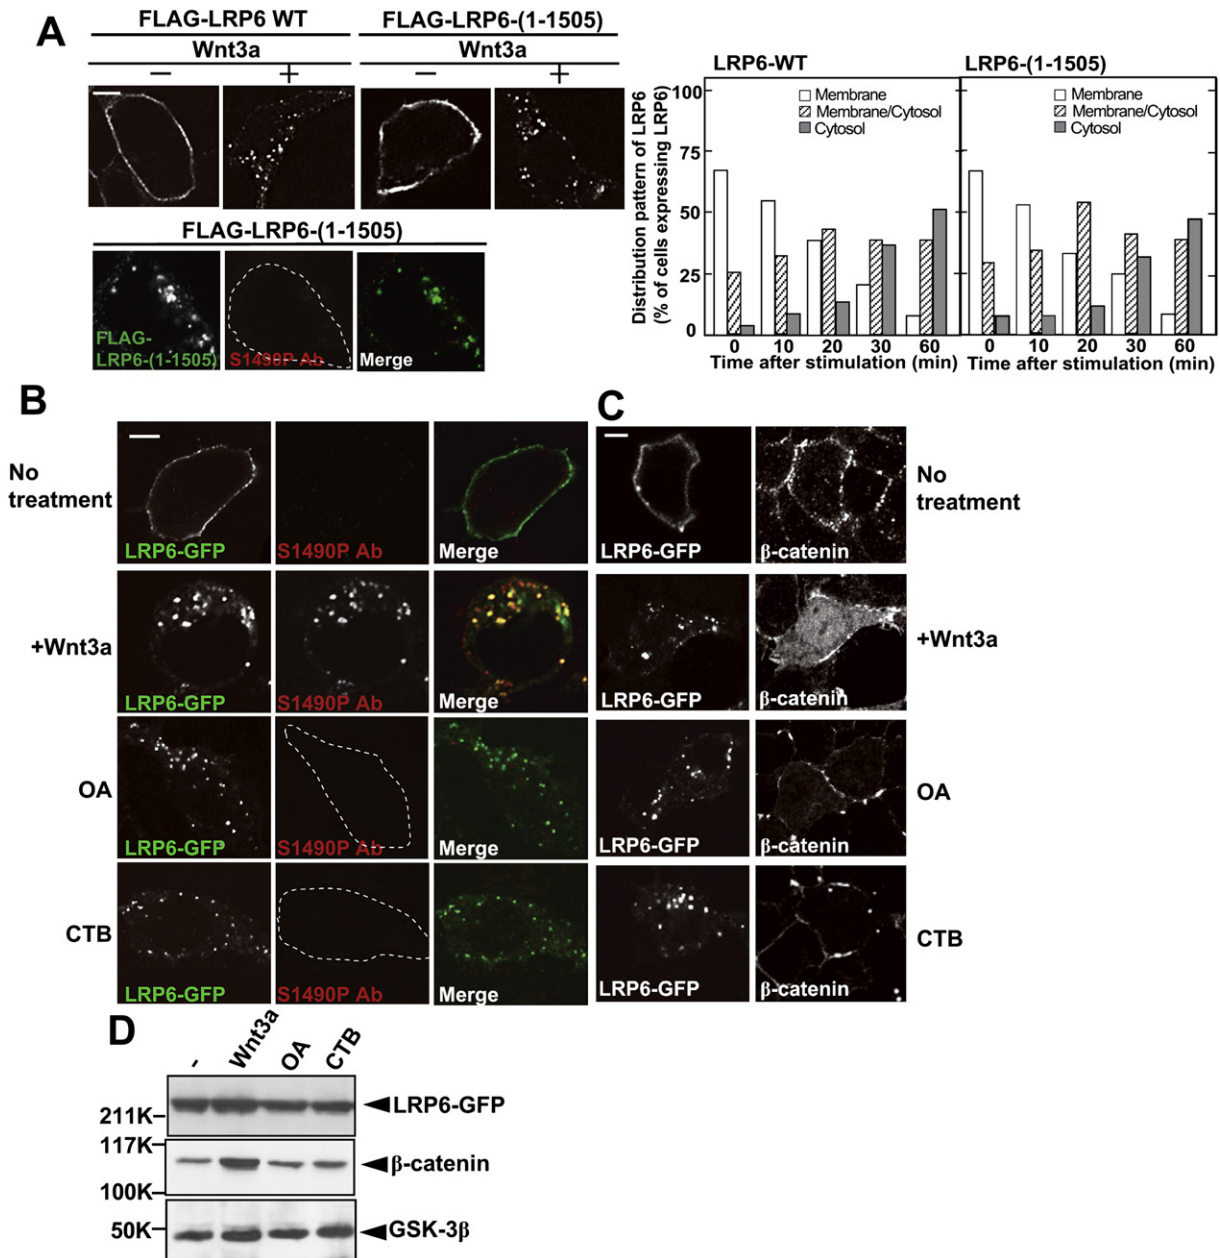 A
FLAG-LRP6 WT
FLAG-LRP6-(1-1505)
Wnt3a
Wnt3a
− + − +
FLAG-LRP6-(1-1505)
FLAG-
LRP6-(1-1505)
S1490P Ab
Merge
Distribution pattern of LRP6
(% of cells expressing LRP6)
LRP6-WT
LRP6-(1-1505)
100
75
50
25
0
Membrane
Membrane/Cytosol
Cytosol
Membrane
Membrane/Cytosol
Cytosol
0 10 20 30 60
0 10 20 30 60
Time after stimulation (min)
Time after stimulation (min)
B
No
treatment
LRP6-GFP
S1490P Ab
Merge
+Wnt3a
LRP6-GFP
S1490P Ab
Merge
OA
LRP6-GFP
S1490P Ab
Merge
CTB
LRP6-GFP
S1490P Ab
Merge
C
LRP6-GFP
β-catenin
No
treatment
LRP6-GFP
β-catenin
+Wnt3a
LRP6-GFP
β-catenin
OA
LRP6-GFP
β-catenin
CTB
D
- Wnt3a OA CTB
211K
LRP6-GFP
117K
β-catenin
100K
50K
GSK-3β